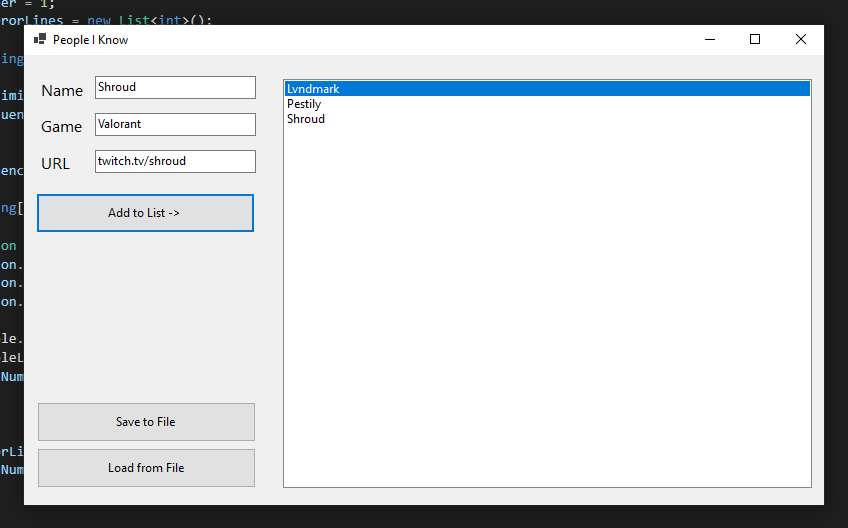 er = 1;
rorLines = new List<int>();
People I Know
ing
Name
Shroud
Lvndmark
Pestily
Shroud
imi
uen
Game
Valorant
URL
twitch.tv/shroud
enc
ng[
Add to List ->
on
on.
on.
on.
ble.
oleL
Num
Save to File
rLi
Num
Load from File